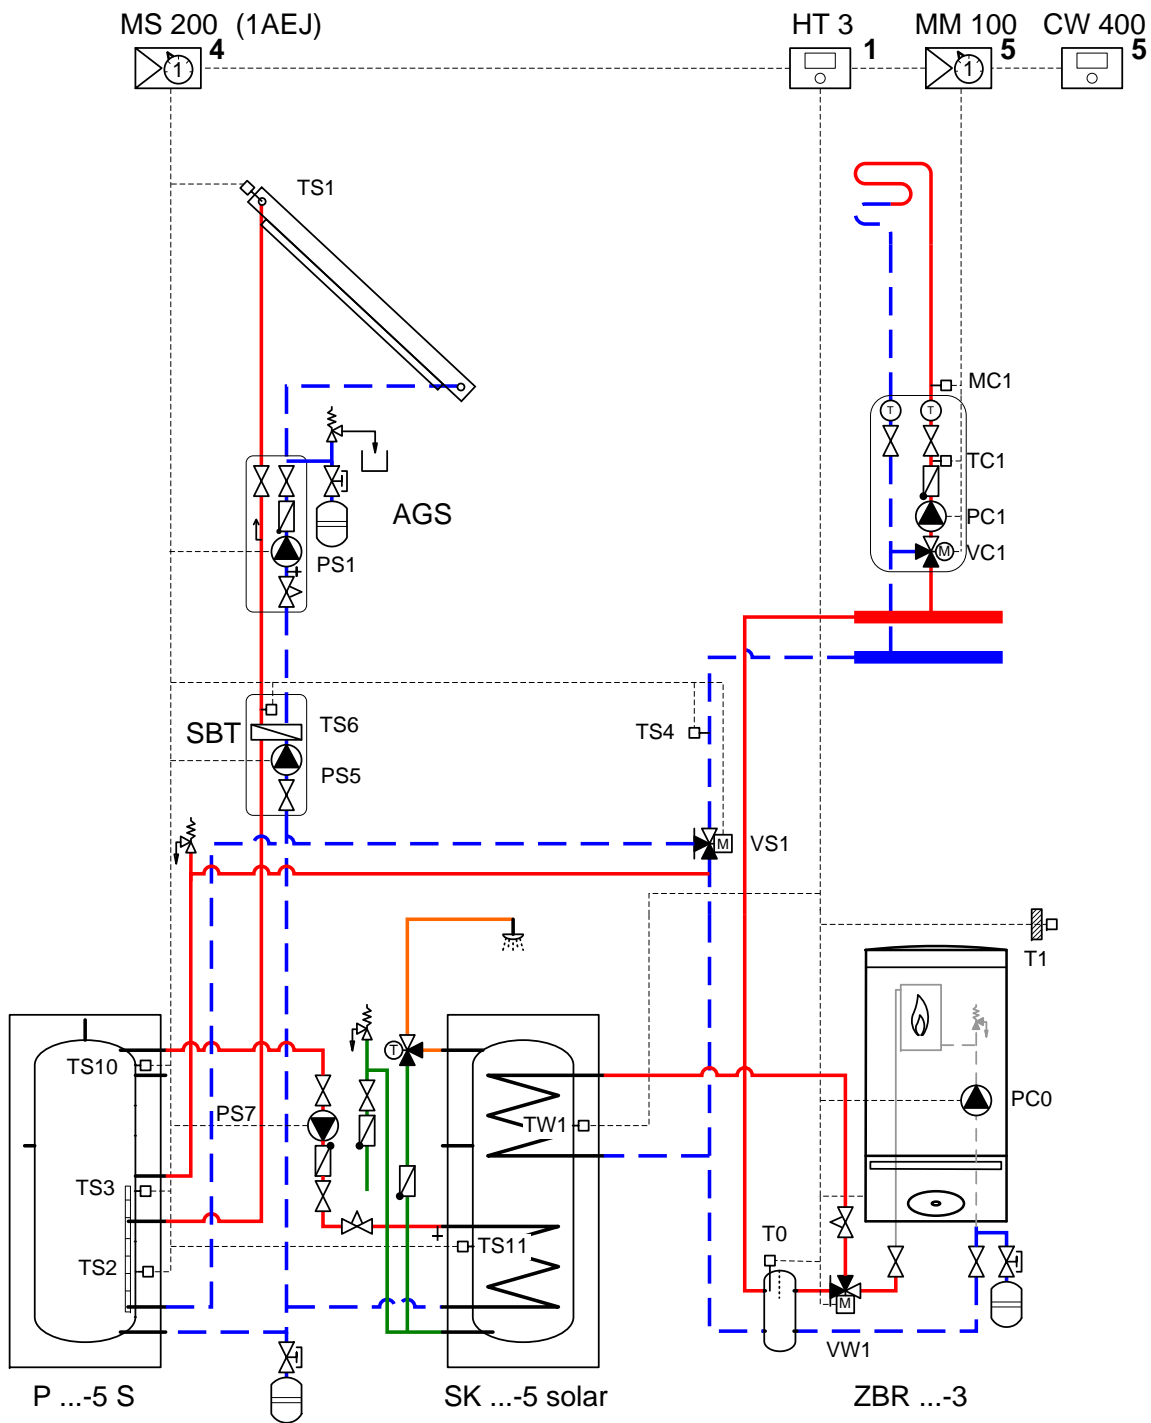 MS 200 (1AEJ)
HT 3
MM 100
CW 400
4
1
5
5
1
1
TS1
MC1
T
T
TC1
AGS
PC1
PS1
M
VC1
SBT
TS6
TS4
PS5
M
VS1
T1
TS10
T
PS7
TW1
PC0
TS3
T0
TS11
TS2
M
VW1
P ...-5 S
SK ...-5 solar
ZBR ...-3